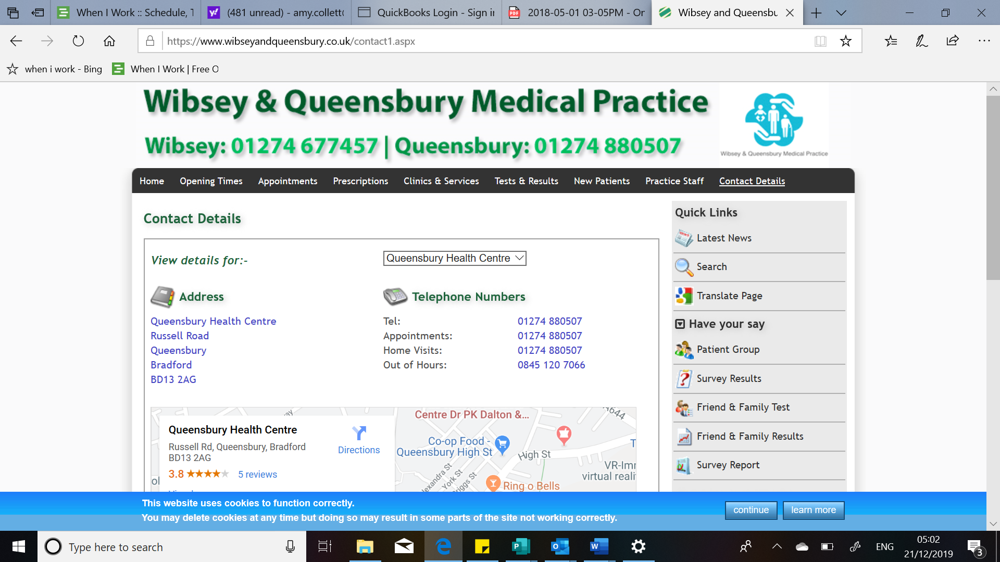 When I Work :: Schedule, T
(481 unread) - amy.collett
QuickBooks Login - Sign in
2018-05-01 03-05PM - Or
Wibsey and Queensbu
https://www.wibseyandqueensbury.co.uk/contact1.aspx
when i work - Bing
When I Work | Free O
Wibsey & Queensbury Medical Practice
Wibsey: 01274 677457 | Queensbury: 01274 880507
Wibsey & Queensbury Medical Practice
Home Opening Times Appointments Prescriptions Clinics & Services Tests & Results New Patients Practice Staff Contact Details
Contact Details
View details for:-
Queensbury Health Centre
Address
Queensbury Health Centre
Russell Road
Queensbury
Bradford
BD13 2AG
Telephone Numbers
Tel: 01274 880507
Appointments: 01274 880507
Home Visits: 01274 880507
Out of Hours: 0845 120 7066
Queensbury Health Centre
Russell Rd, Queensbury, Bradford
BD13 2AG
3.8 5 reviews
Directions
Centre Dr PK Dalton &...
A644
Co-op Food -
Queensbury High St
High St
VR-Imr
virtual reali
lexandra St
York St
riggs St
Ring o Bells
Quick Links
Latest News
Search
Translate Page
Have your say
Patient Group
Survey Results
Friend & Family Test
Friend & Family Results
Survey Report
This website uses cookies to function correctly.
You may delete cookies at any time but doing so may result in some parts of the site not working correctly.
continue
learn more
Type here to search
ENG
05:02
21/12/2019
3